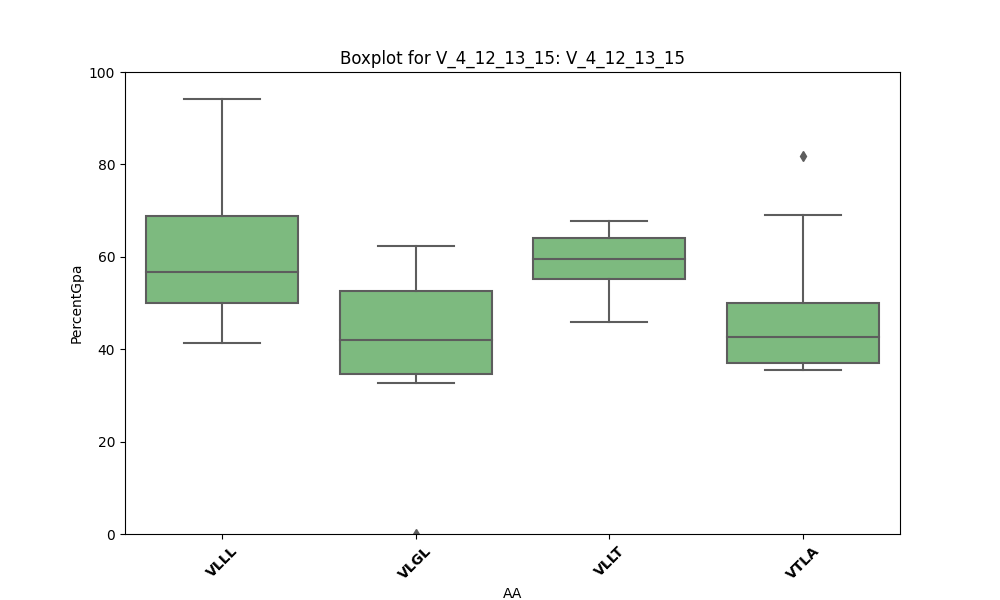 Boxplot for V_4_12_13_15: V_4_12_13_15
100
80
60
40
20
0
PercentGpa
VLLL
VLGL
VLLT
VTLA
AA